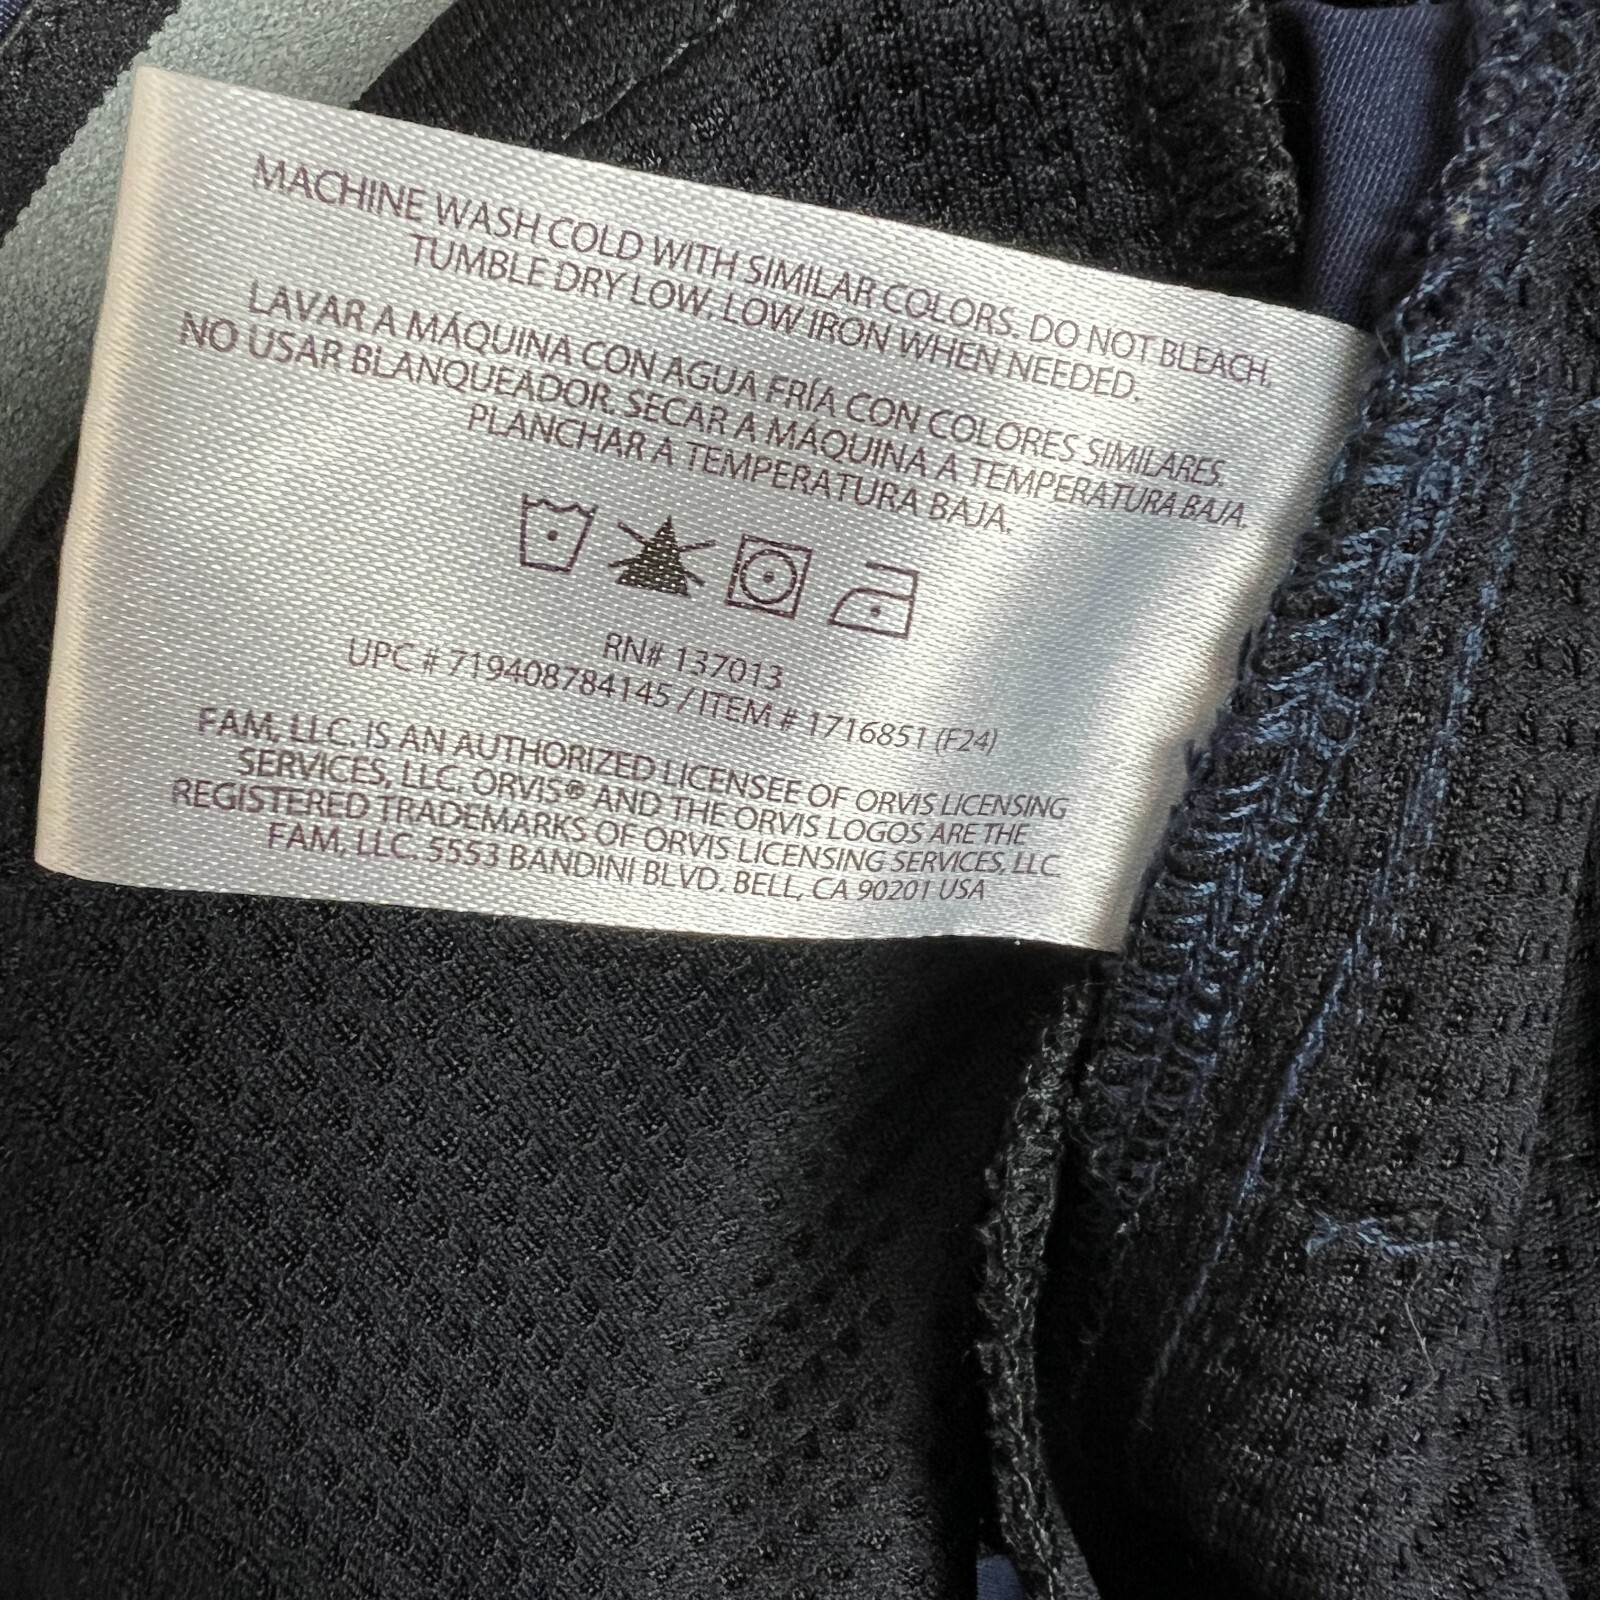 MACHINE WASH COLD WITH SIMILAR COLORS. DO NOT BLEACH.
TUMBLE DRY LOW. LOW IRON WHEN NEEDED.
LAVAR A MÁQUINA CON AGUA FRÍA CON COLORES SIMILARES.
NO USAR BLANQUEADOR. SECAR A MÁQUINA A TEMPERATURA BAJA.
PLANCHAR A TEMPERATURA BAJA.
RN# 137013
UPC # 719408784145 / ITEM # 1716851 (F24)
FAM, LLC. IS AN AUTHORIZED LICENSEE OF ORVIS LICENSING
SERVICES, LLC. ORVIS® AND THE ORVIS LOGOS ARE THE
REGISTERED TRADEMARKS OF ORVIS LICENSING SERVICES, LLC.
FAM, LLC. 5553 BANDINI BLVD. BELL, CA 90201 USA